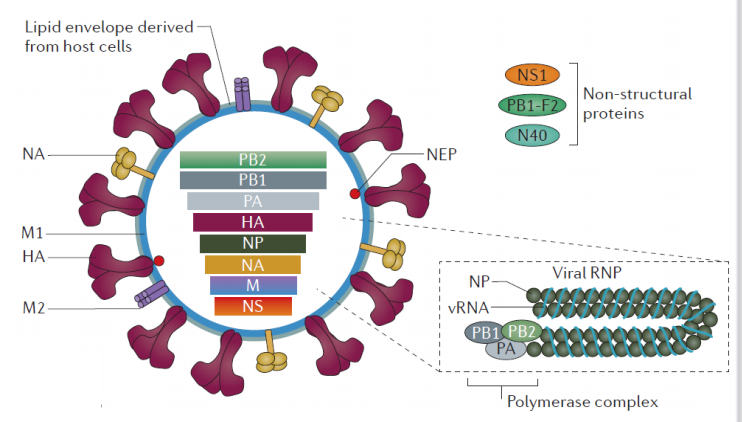 Lipid envelope derived
from host cells
NS1
PB1-F2
N40
Non-structural
proteins
NA
NEP
PB2
PB1
PA
HA
NP
NA
M
NS
M1
HA
M2
Viral RNP
NP
vRNA
PB1
PB2
PA
Polymerase complex